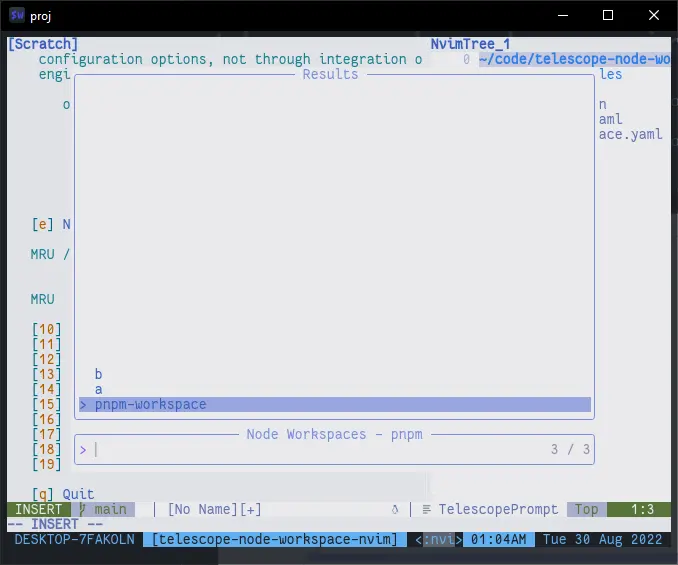 proj
[Scratch]
NvimTree_1
configuration options, not through integration o
0 ~/code/telescope-node-wo
engi
Results
les
o
n
aml
ace.yaml
[e] N
MRU /
MRU
[10]
[11]
[12]
[13] b
[14] a
[15] > pnpm-workspace
[16]
[17] Node Workspaces - pnpm
[18] > 3 / 3
[19]
[q] Quit
INSERT main | [No Name][+] | TelescopePrompt Top 1:3
-- INSERT --
DESKTOP-7FAKOLN [telescope-node-workspace-nvim] <:nvi> 01:04AM Tue 30 Aug 2022